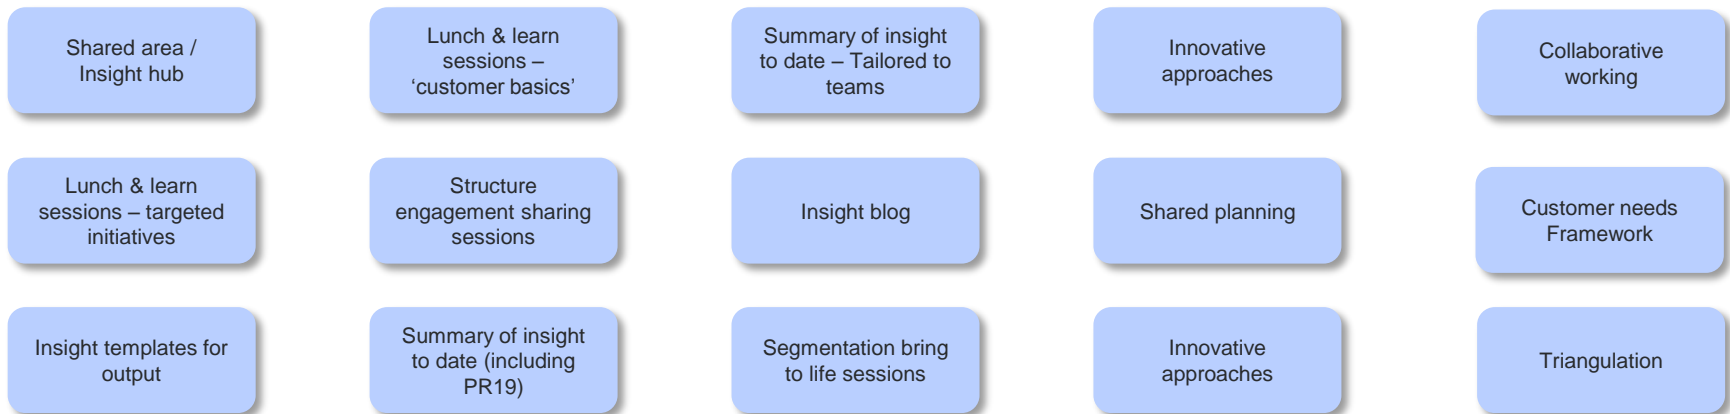 Shared area /
Insight hub
Lunch & learn
sessions –
‘customer basics’
Summary of insight
to date – Tailored to
teams
Innovative
approaches
Collaborative
working
Lunch & learn
sessions – targeted
initiatives
Structure
engagement sharing
sessions
Insight blog
Shared planning
Customer needs
Framework
Insight templates for
output
Summary of insight
to date (including
PR19)
Segmentation bring
to life sessions
Innovative
approaches
Triangulation